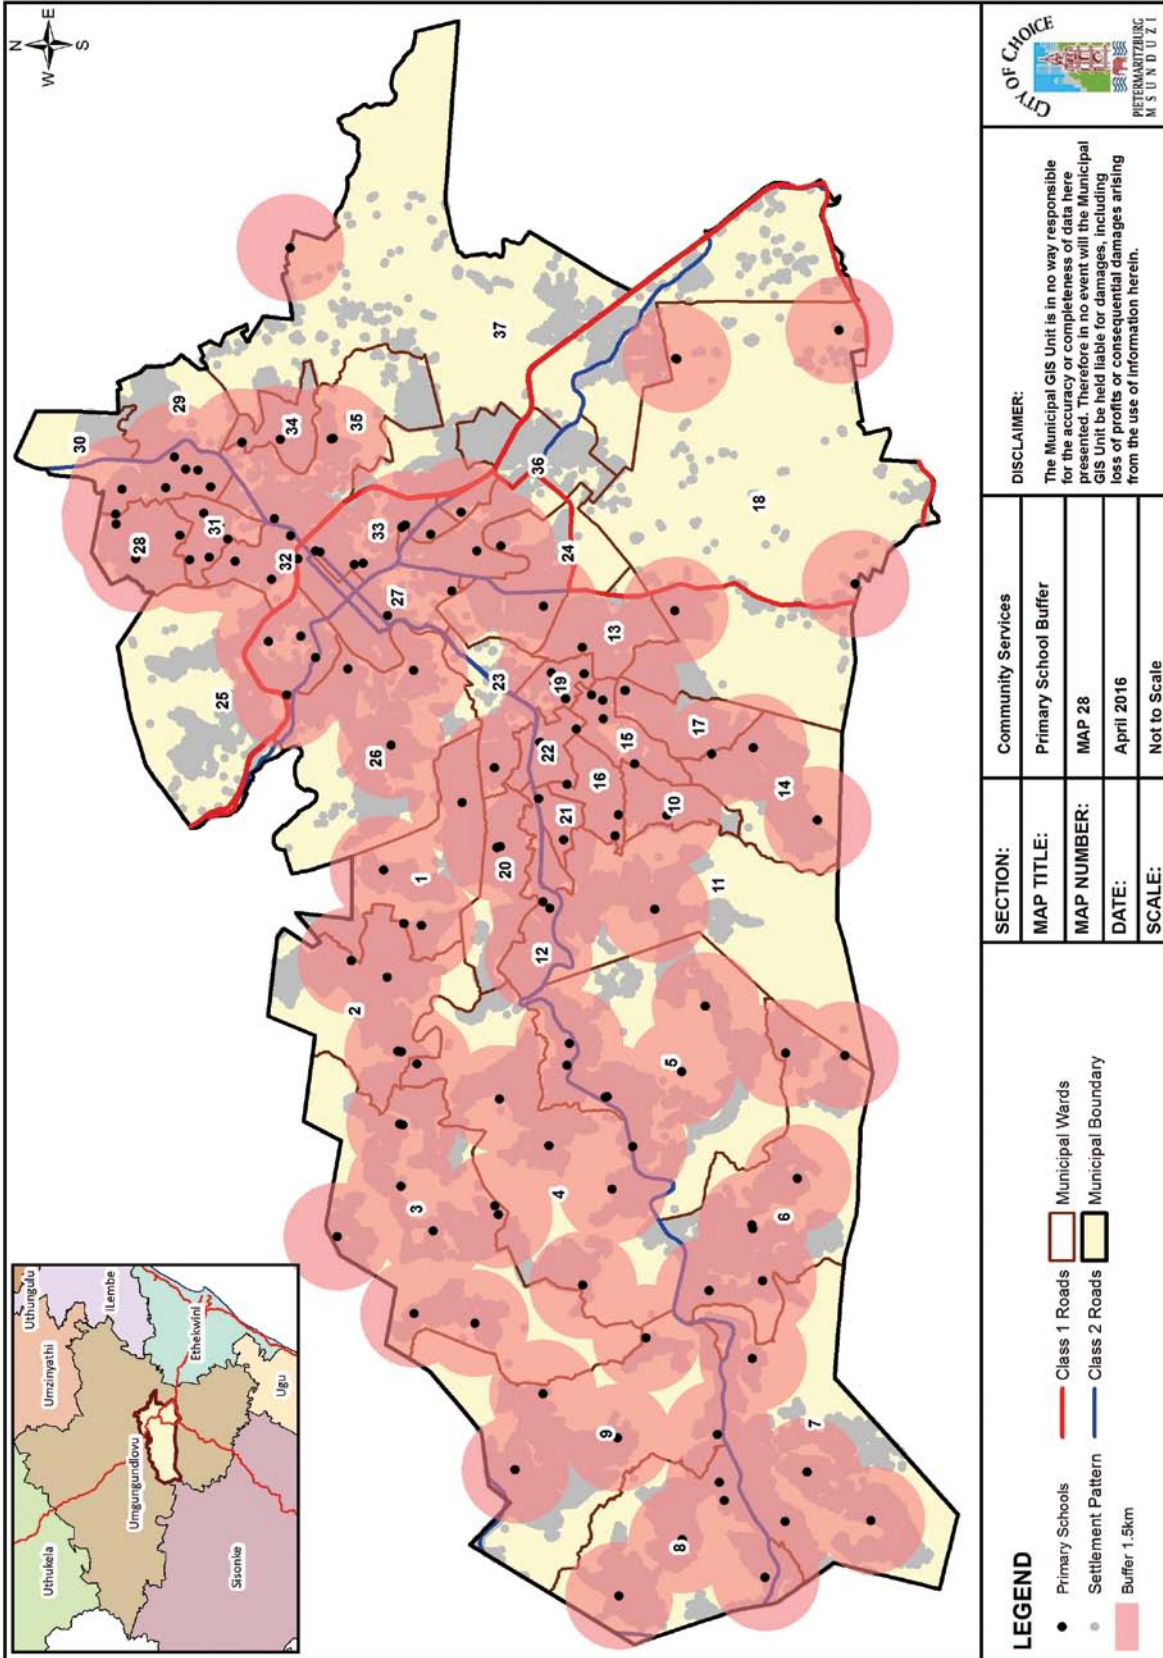 N
W
E
S
Uthungulu
Umzinyathi
iLembe
Uthukela
Umgungundlovu
Ethekwini
Ugu
Sisonke
30
29
28
31
34
35
32
33
37
25
27
36
26
23
24
18
13
19
22
15
17
16
21
20
10
14
1
2
12
11
3
4
5
6
9
8
7
LEGEND
Primary Schools
Settlement Pattern
Buffer 1.5km
Class 1 Roads
Class 2 Roads
Municipal Wards
Municipal Boundary
SECTION: Community Services
MAP TITLE: Primary School Buffer
MAP NUMBER: MAP 28
DATE: April 2016
SCALE: Not to Scale
DISCLAIMER:
The Municipal GIS Unit is in no way responsible
for the accuracy or completeness of data here
presented. Therefore in no event will the Municipal
GIS Unit be held liable for damages, including
loss of profits or consequential damages arising
from the use of information herein.
CITY OF CHOICE
PIETERMARITZBURG
MSUNDUZI